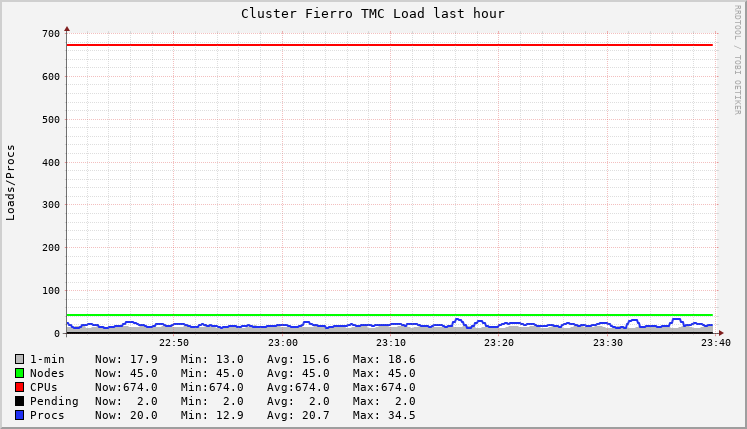 Cluster Fierro TMC Load last hour
RRDTOOL / TOBI OETIKER
Loads/Procs
700
600
500
400
300
200
100
0
22:50 23:00 23:10 23:20 23:30 23:40
1-min Now: 17.9 Min: 13.0 Avg: 15.6 Max: 18.6
Nodes Now: 45.0 Min: 45.0 Avg: 45.0 Max: 45.0
CPUs Now:674.0 Min:674.0 Avg:674.0 Max:674.0
Pending Now: 2.0 Min: 2.0 Avg: 2.0 Max: 2.0
Procs Now: 20.0 Min: 12.9 Avg: 20.7 Max: 34.5